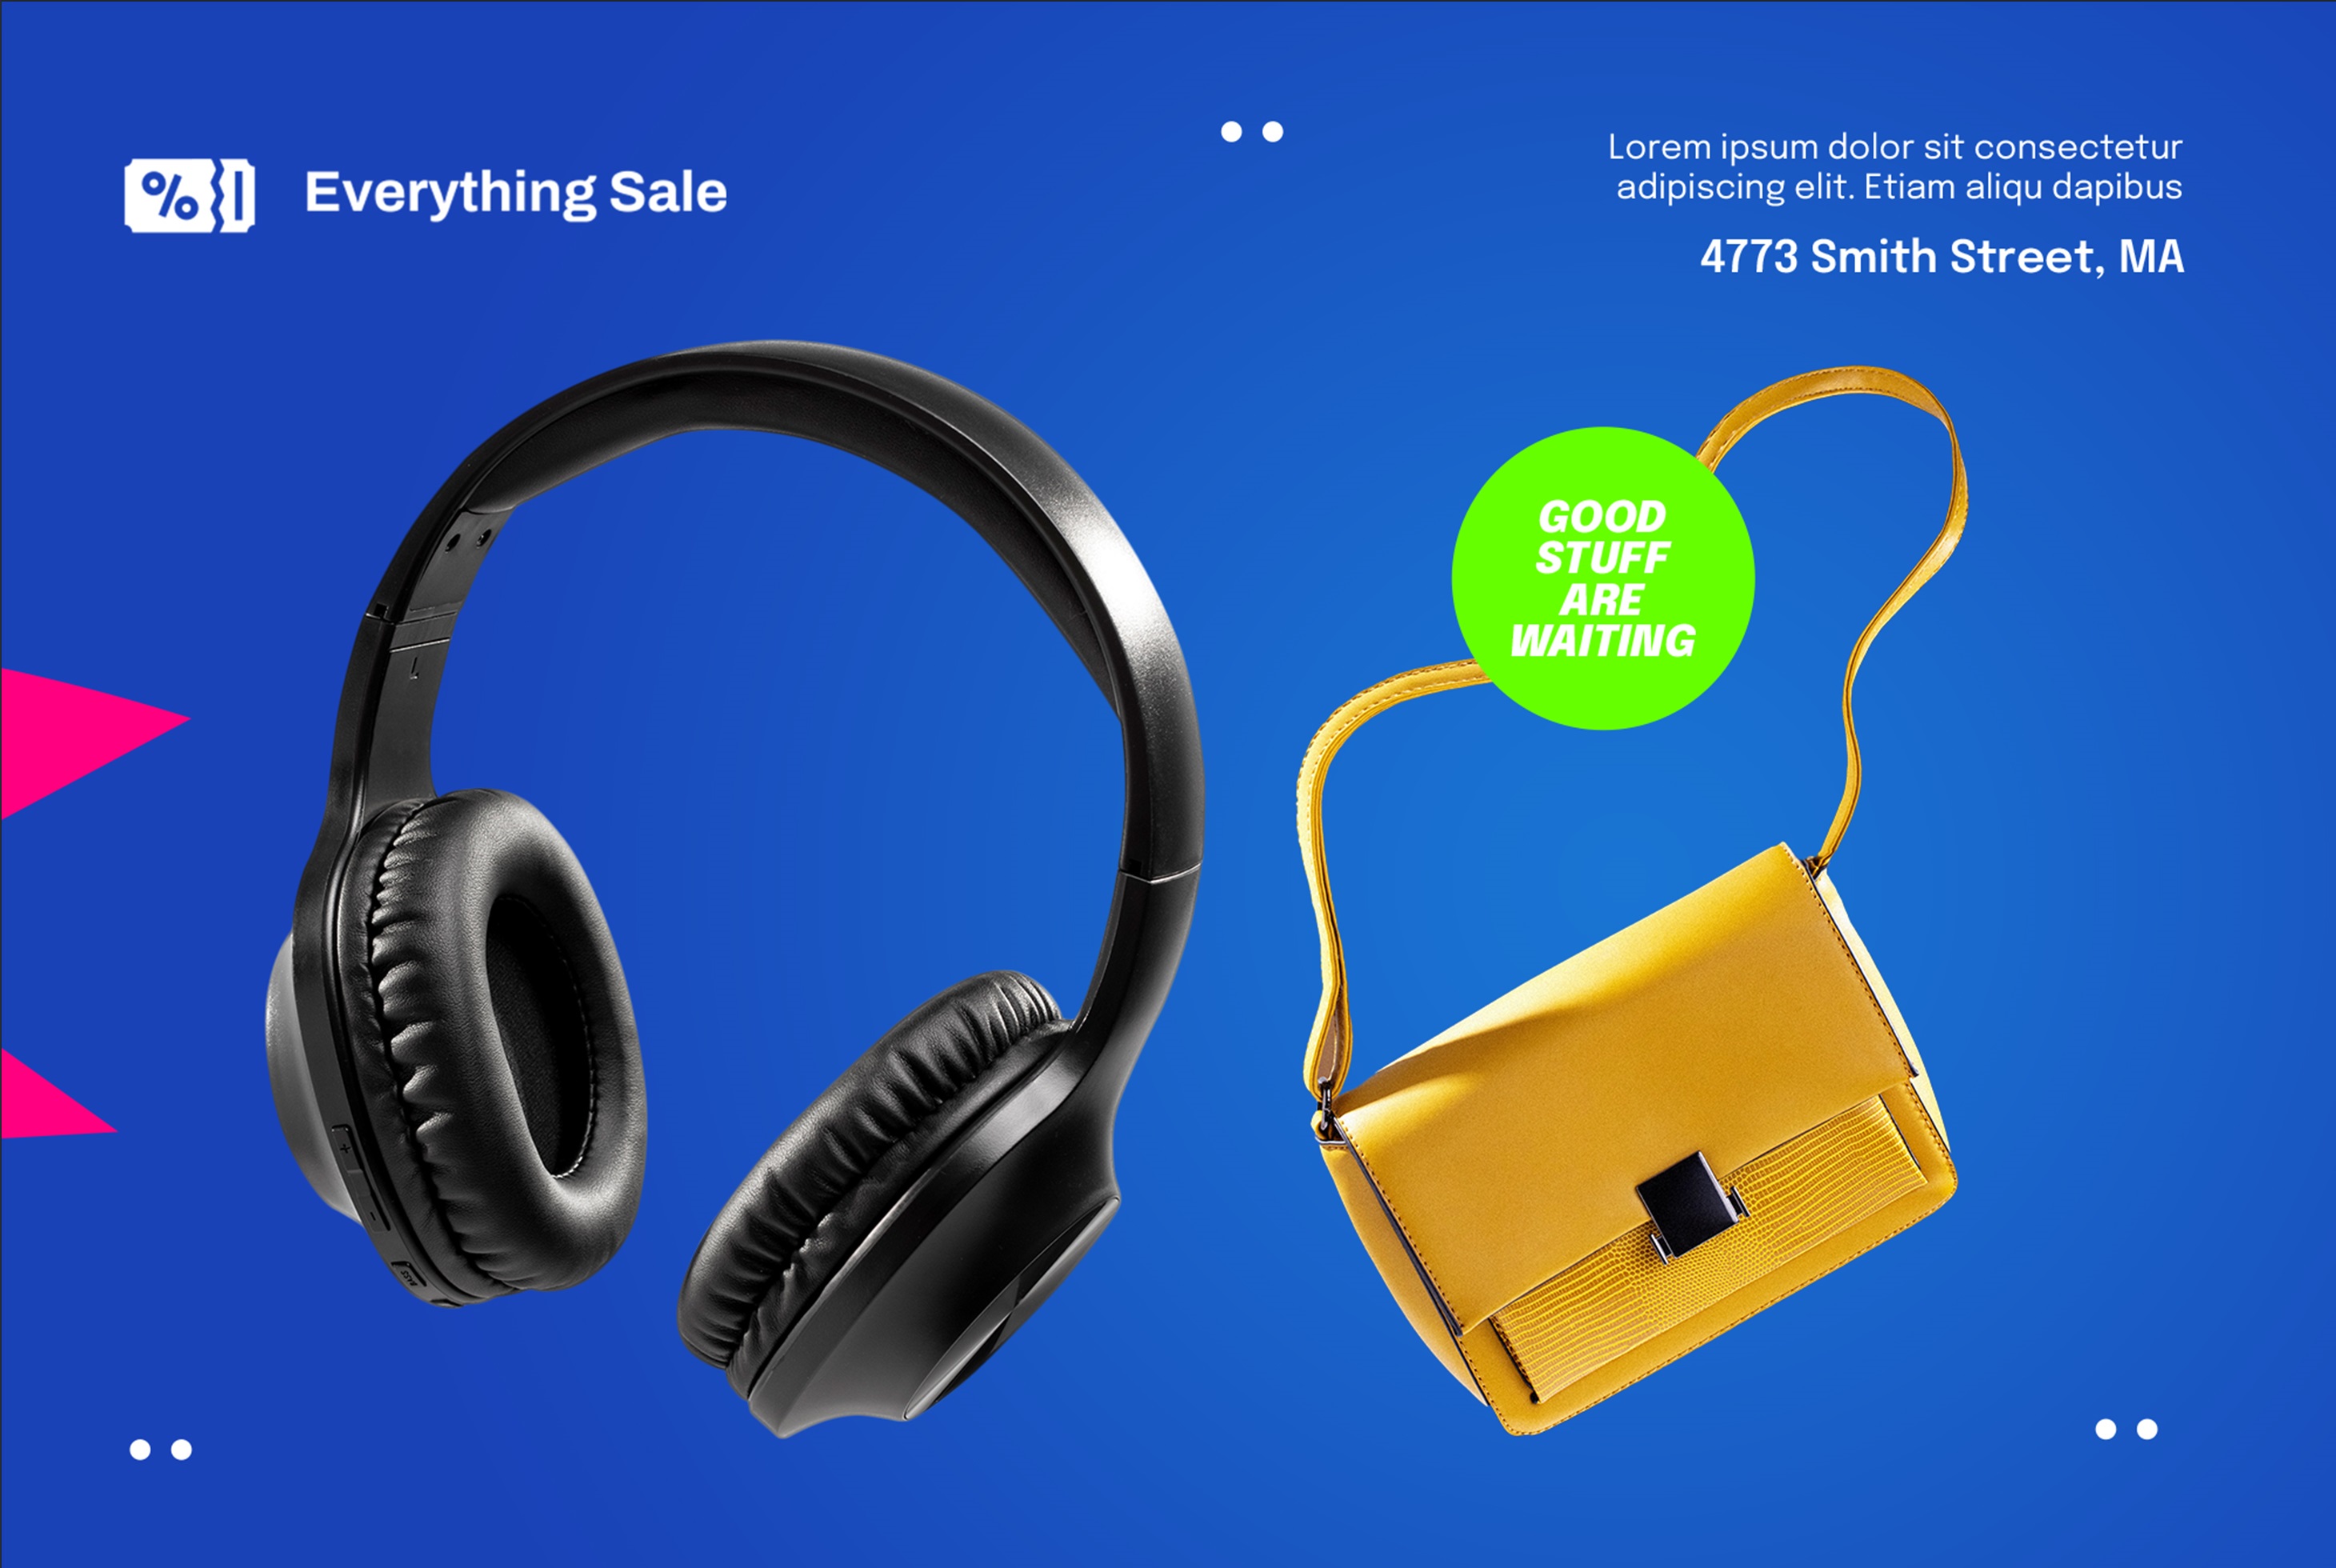 %
Everything Sale
Lorem ipsum dolor sit consectetur
adipiscing elit. Etiam aliqu dapibus
4773 Smith Street, MA
GOOD
STUFF
ARE
WAITING
L
+
-